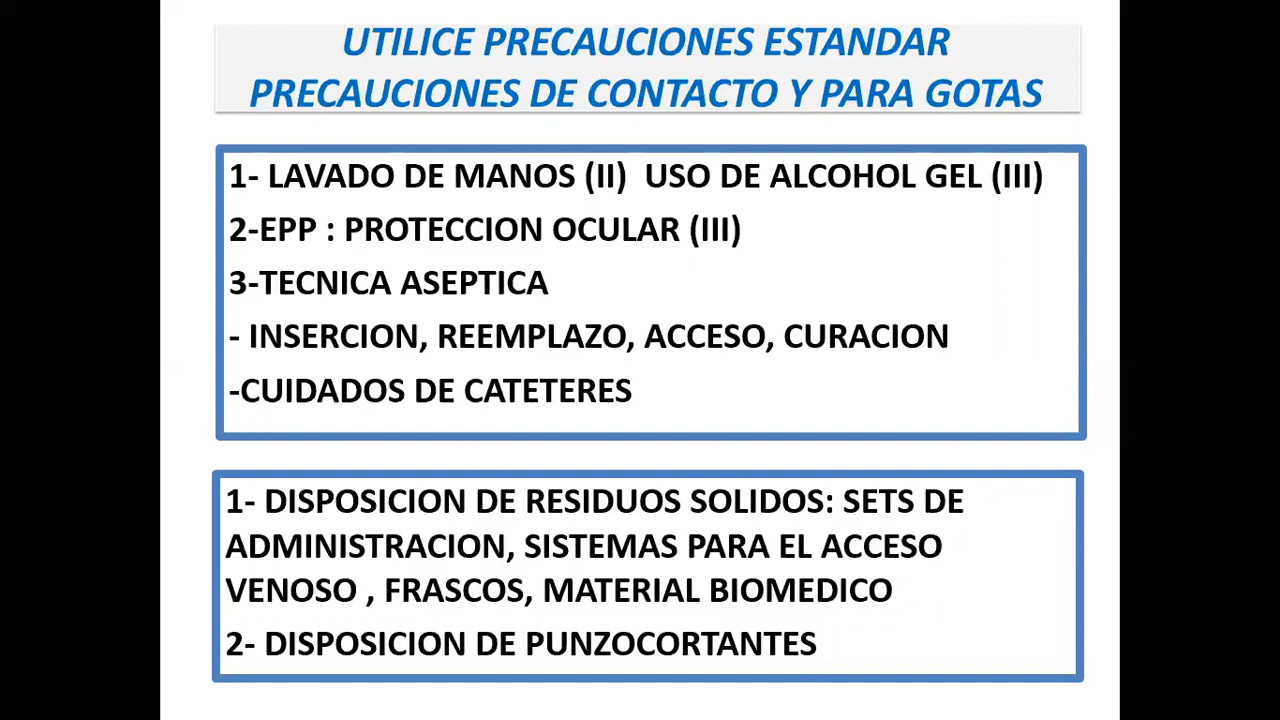 UTILICE PRECAUCIONES ESTANDAR
PRECAUCIONES DE CONTACTO Y PARA GOTAS
1- LAVADO DE MANOS (II) USO DE ALCOHOL GEL (III)
2-EPP : PROTECCION OCULAR (III)
3-TECNICA ASEPTICA
- INSERCION, REEMPLAZO, ACCESO, CURACION
-CUIDADOS DE CATETERES
1- DISPOSICION DE RESIDUOS SOLIDOS: SETS DE
ADMINISTRACION, SISTEMAS PARA EL ACCESO
VENOSO , FRASCOS, MATERIAL BIOMEDICO
2- DISPOSICION DE PUNZOCORTANTES